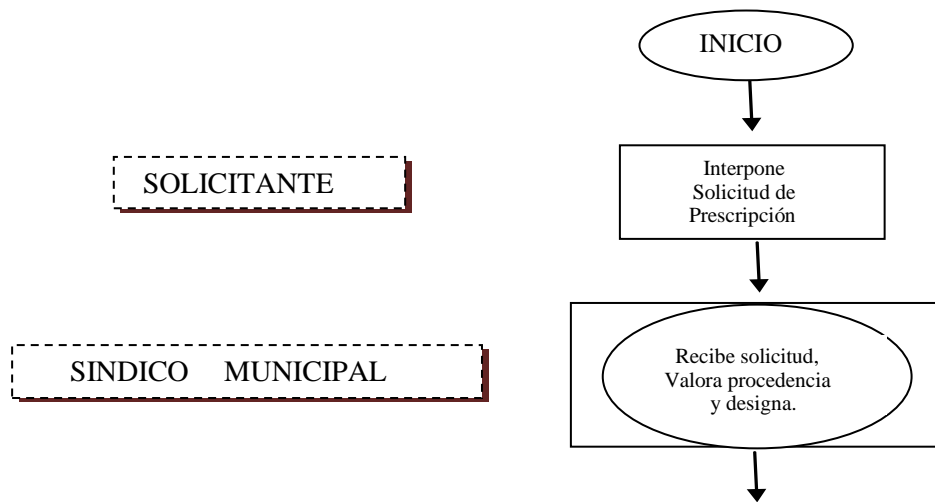 INICIO
SOLICITANTE
Interpone
Solicitud de
Prescripción
SINDICO MUNICIPAL
Recibe solicitud,
Valora procedencia
y designa.